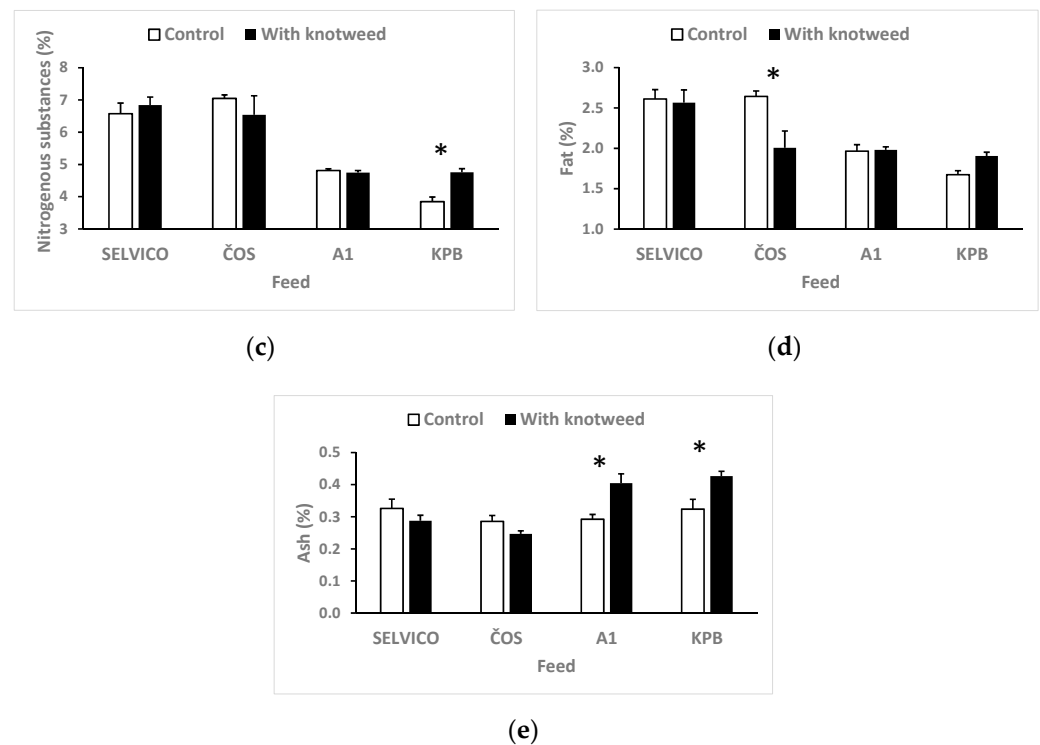 Control With knotweed
Nitrogenous substances (%)
8
7
6
5
4
3
*
SELVICO ČOS A1 KPB
Feed
(c)
Control With knotweed
Fat (%)
3.0
2.5
2.0
1.5
1.0
*
SELVICO ČOS A1 KPB
Feed
(d)
Control With knotweed
Ash (%)
0.5
0.4
0.3
0.2
0.1
0.0
* *
SELVICO ČOS A1 KPB
Feed
(e)